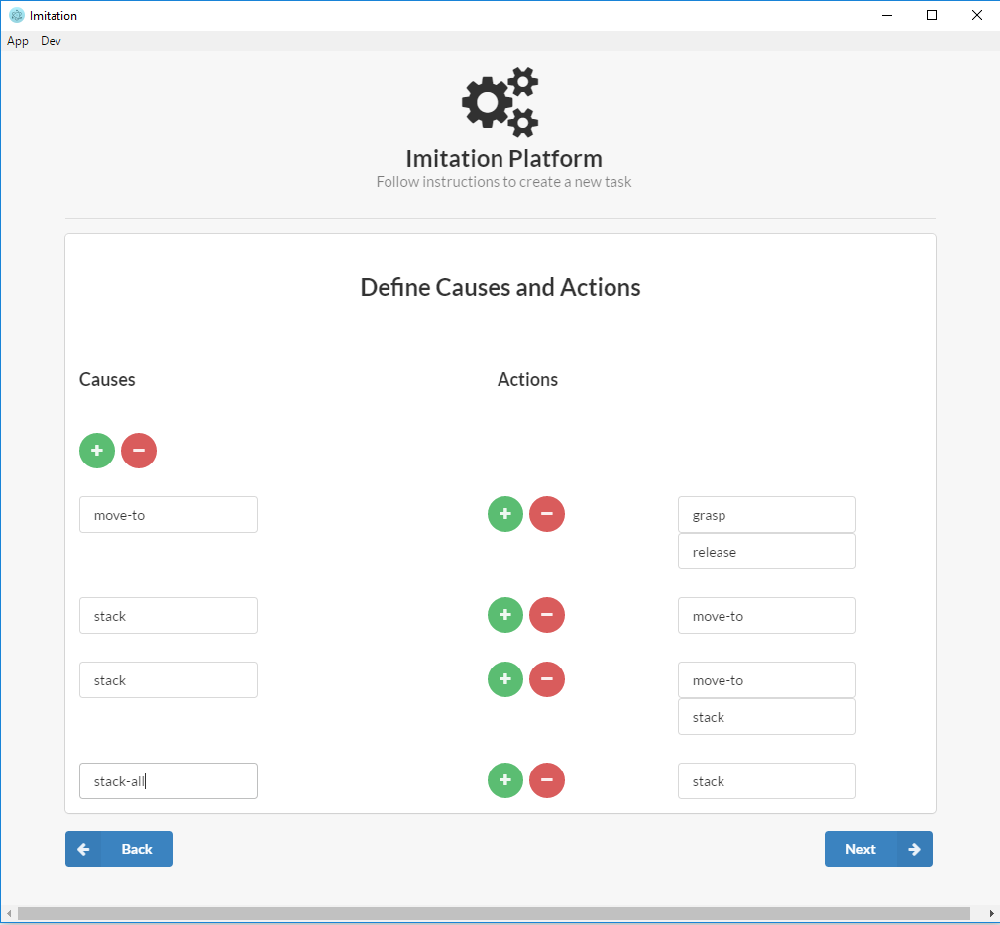 Imitation
App Dev
Imitation Platform
Follow instructions to create a new task
Define Causes and Actions
Causes Actions
move-to grasp
release
stack move-to
stack move-to
stack
stack-all stack
Back Next